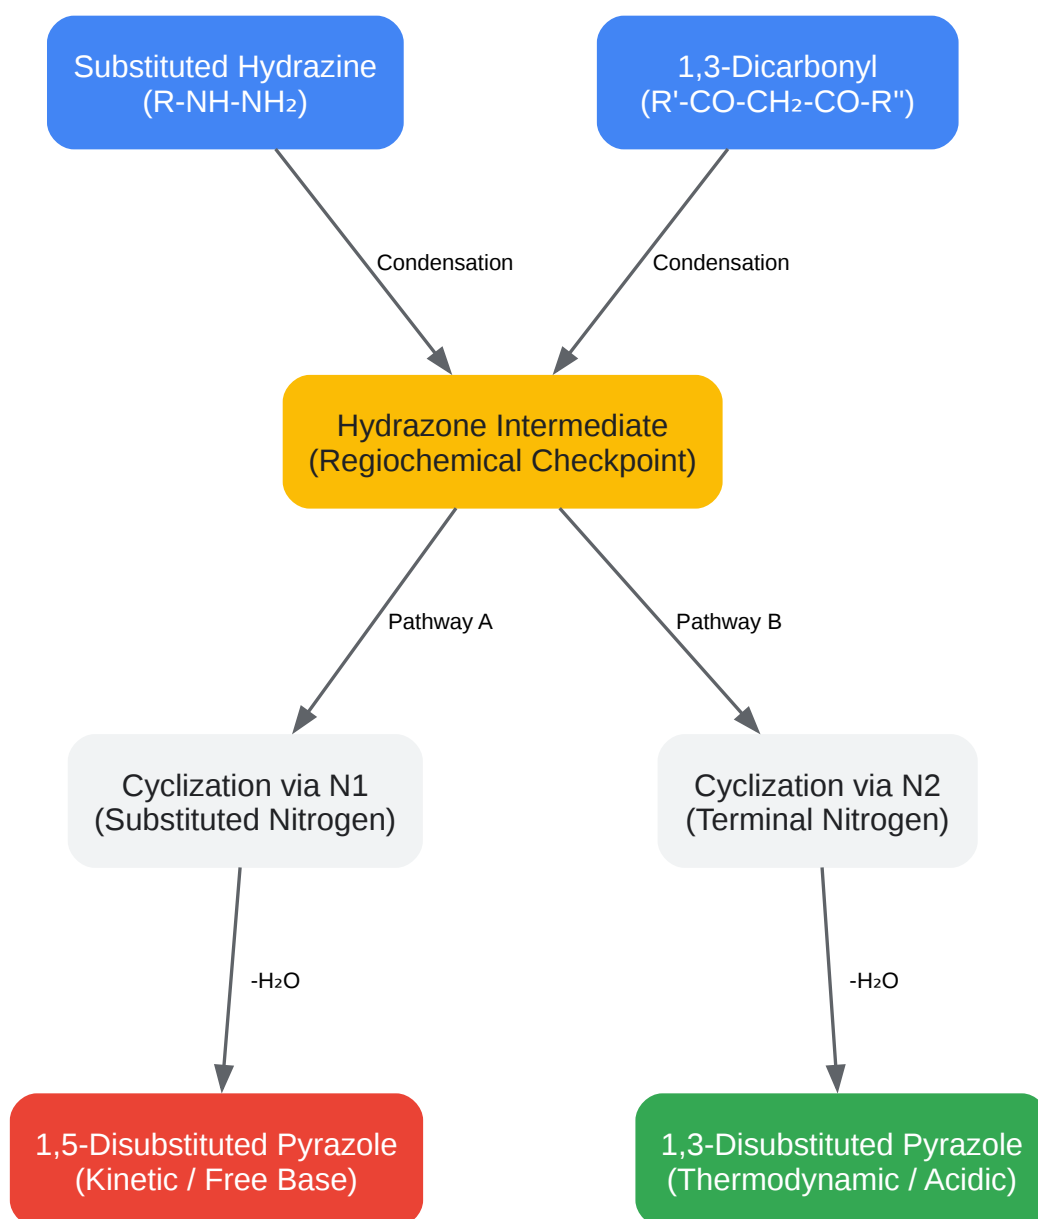 Substituted Hydrazine
(R-NH-NH₂)
1,3-Dicarbonyl
(R'-CO-CH₂-CO-R")
Condensation
Condensation
Hydrazone Intermediate
(Regiochemical Checkpoint)
Pathway A
Pathway B
Cyclization via N1
(Substituted Nitrogen)
Cyclization via N2
(Terminal Nitrogen)
-H₂O
-H₂O
1,5-Disubstituted Pyrazole
(Kinetic / Free Base)
1,3-Disubstituted Pyrazole
(Thermodynamic / Acidic)